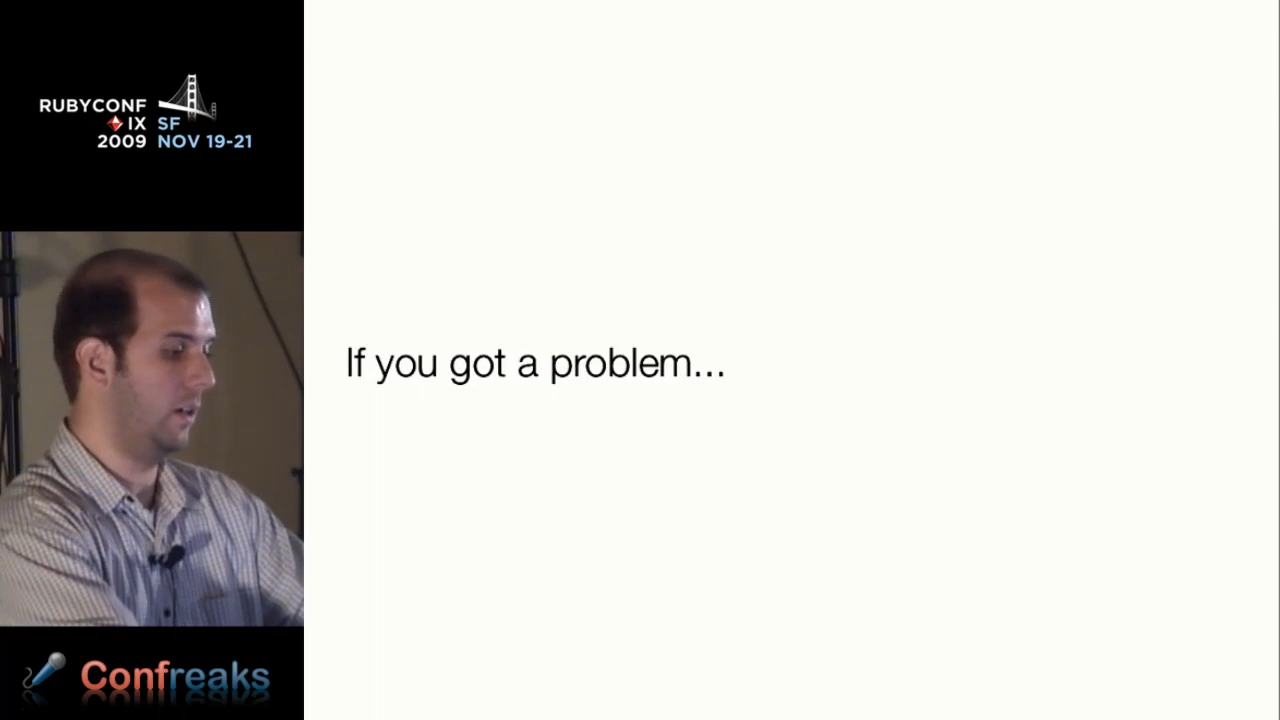 RUBYCONF
IX SF
2009 NOV 19-21
If you got a problem...
Confreaks